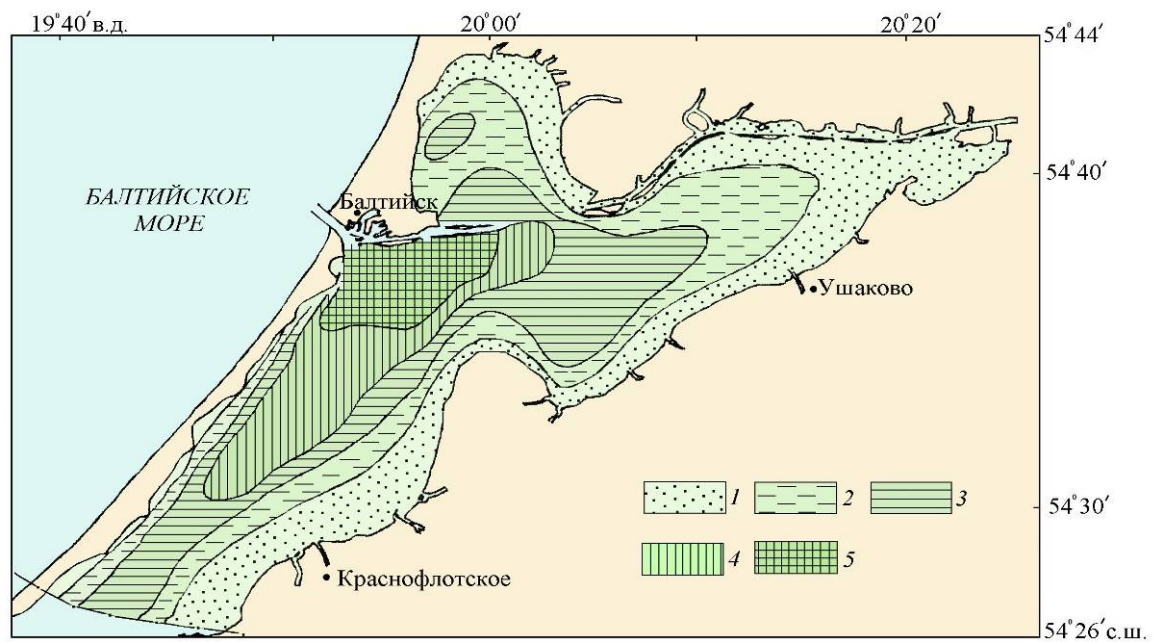 19°40′в.д.
20°00′
20°20′
54°44′
БАЛТИЙСКОЕ
МОРЕ
Балтийск
54°40′
Ушаково
1
2
3
54°30′
4
5
Краснофлотское
54°26′с.ш.